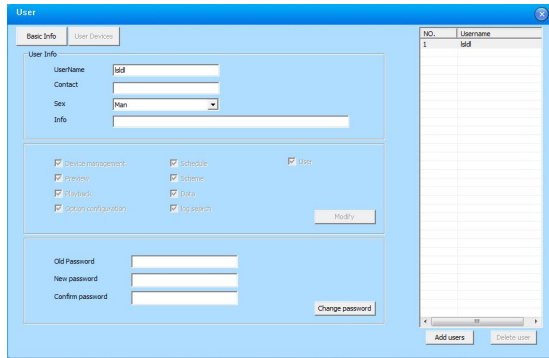 User
Basic Info User Devices
User Info
UserName lsldl
Contact
Sex Man
Info
Device management Schedule User
Preview Scheme
Playback Data
Option configuration log search
Modify
Old Password
New password
Confirm password
Change password
NO. Username
1 lsldl
Add users Delete user